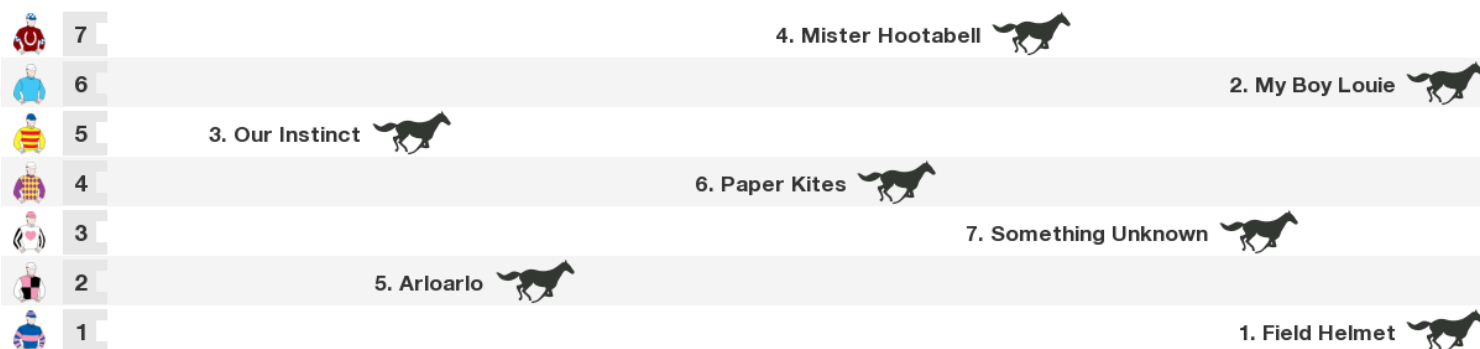 7 4. Mister Hootabell
6 2. My Boy Louie
5 3. Our Instinct
4 6. Paper Kites
3 7. Something Unknown
2 5. Arloarlo
1 1. Field Helmet